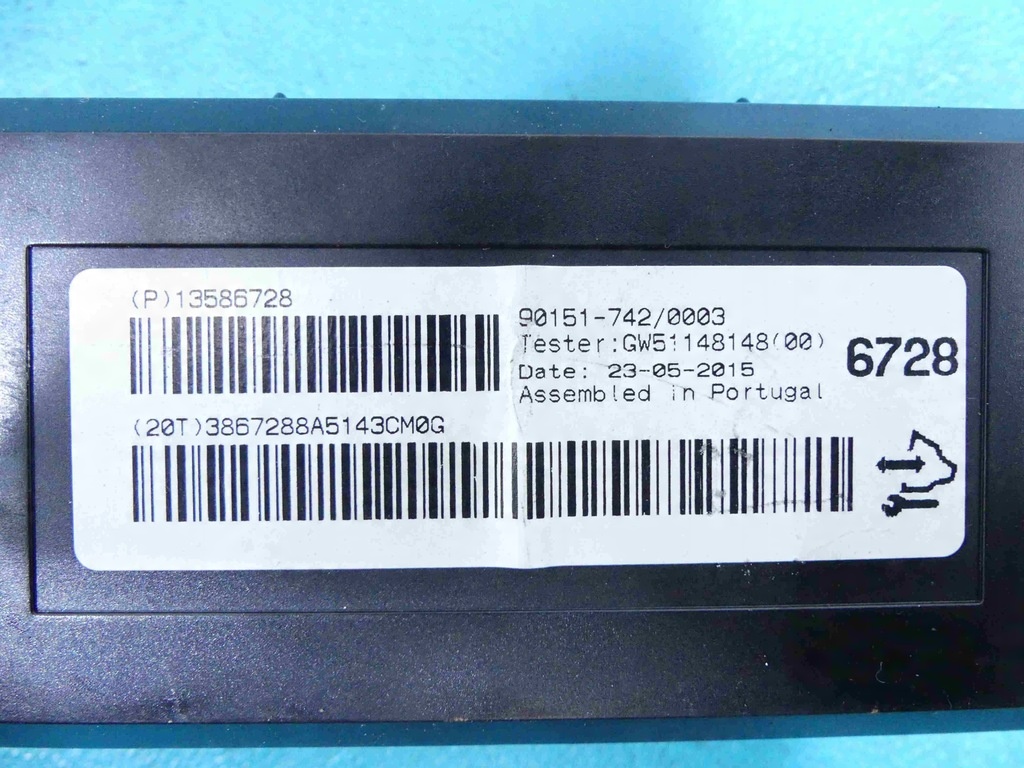 (P)13586728
90151-742/0003
Tester:GW51148148(00)
Date: 23-05-2015
Assembled in Portugal
6728
(20T)3867288A5143CM0G